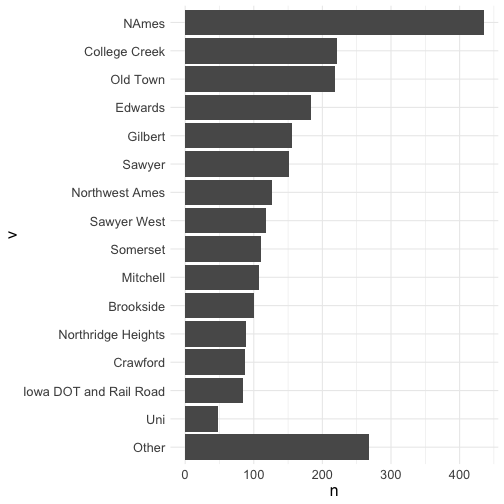 NAmes
College Creek
Old Town
Edwards
Gilbert
Sawyer
Northwest Ames
Sawyer West
Somerset
Mitchell
Brookside
Northridge Heights
Crawford
Iowa DOT and Rail Road
Uni
Other
v
0 100 200 300 400
n